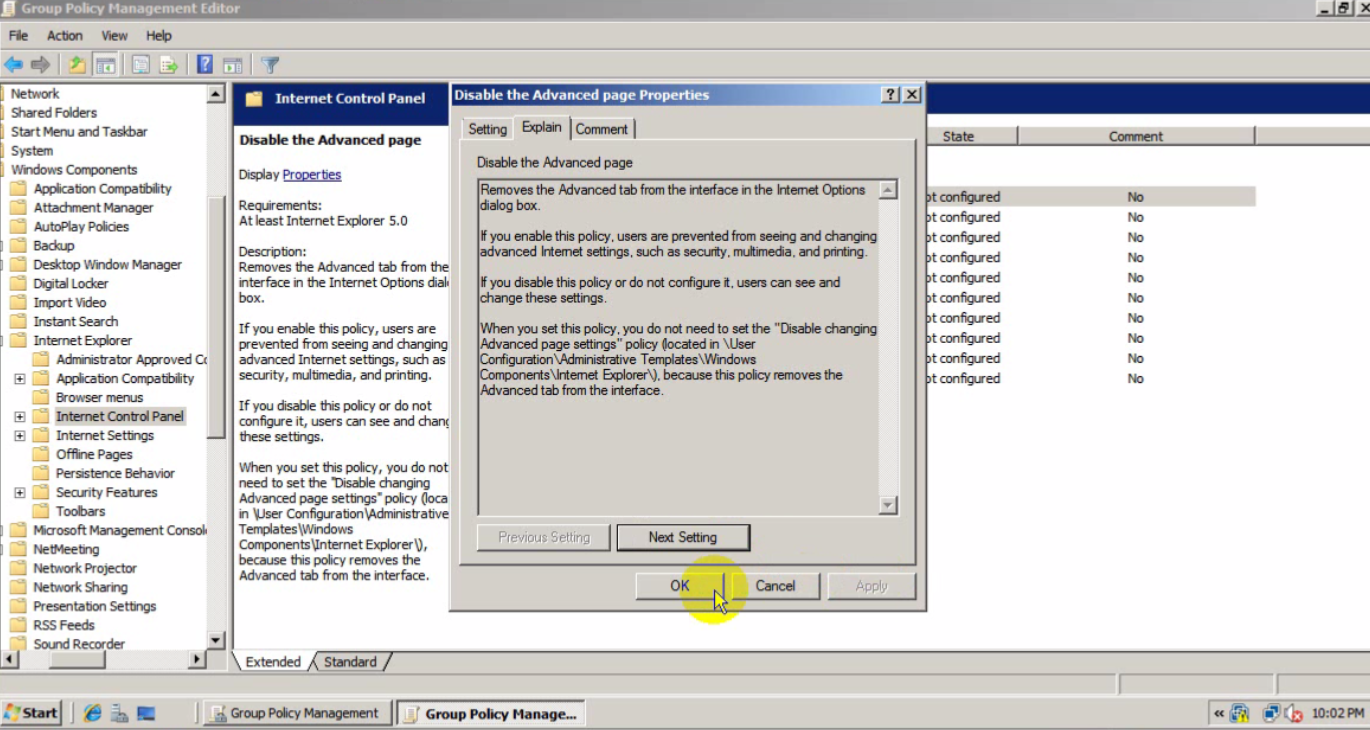 Group Policy Management Editor
File Action View Help
Network
Shared Folders
Start Menu and Taskbar
System
Windows Components
Application Compatibility
Attachment Manager
AutoPlay Policies
Backup
Desktop Window Manager
Digital Locker
Import Video
Instant Search
Internet Explorer
Administrator Approved Co
Application Compatibility
Browser menus
Internet Control Panel
Internet Settings
Offline Pages
Persistence Behavior
Security Features
Toolbars
Microsoft Management Consol
NetMeeting
Network Projector
Network Sharing
Presentation Settings
RSS Feeds
Sound Recorder
Internet Control Panel
Disable the Advanced page
Display Properties
Requirements:
At least Internet Explorer 5.0
Description:
Removes the Advanced tab from the
interface in the Internet Options dial
box.
If you enable this policy, users are
prevented from seeing and changing
advanced Internet settings, such as
security, multimedia, and printing.
If you disable this policy or do not
configure it, users can see and chang
these settings.
When you set this policy, you do not
need to set the "Disable changing
Advanced page settings" policy (loca
in \User Configuration\Administrative
Templates\Windows
Components\Internet Explorer\),
because this policy removes the
Advanced tab from the interface.
Extended Standard
Disable the Advanced page Properties
Setting Explain Comment
Disable the Advanced page
Removes the Advanced tab from the interface in the Internet Options
dialog box.
If you enable this policy, users are prevented from seeing and changing
advanced Internet settings, such as security, multimedia, and printing.
If you disable this policy or do not configure it, users can see and
change these settings.
When you set this policy, you do not need to set the "Disable changing
Advanced page settings" policy (located in \User
Configuration\Administrative Templates\Windows
Components\Internet Explorer\), because this policy removes the
Advanced tab from the interface.
Previous Setting Next Setting
OK Cancel Apply
State Comment
ot configured No
ot configured No
ot configured No
ot configured No
ot configured No
ot configured No
ot configured No
ot configured No
ot configured No
ot configured No
Start Group Policy Management Group Policy Manage... 10:02 PM